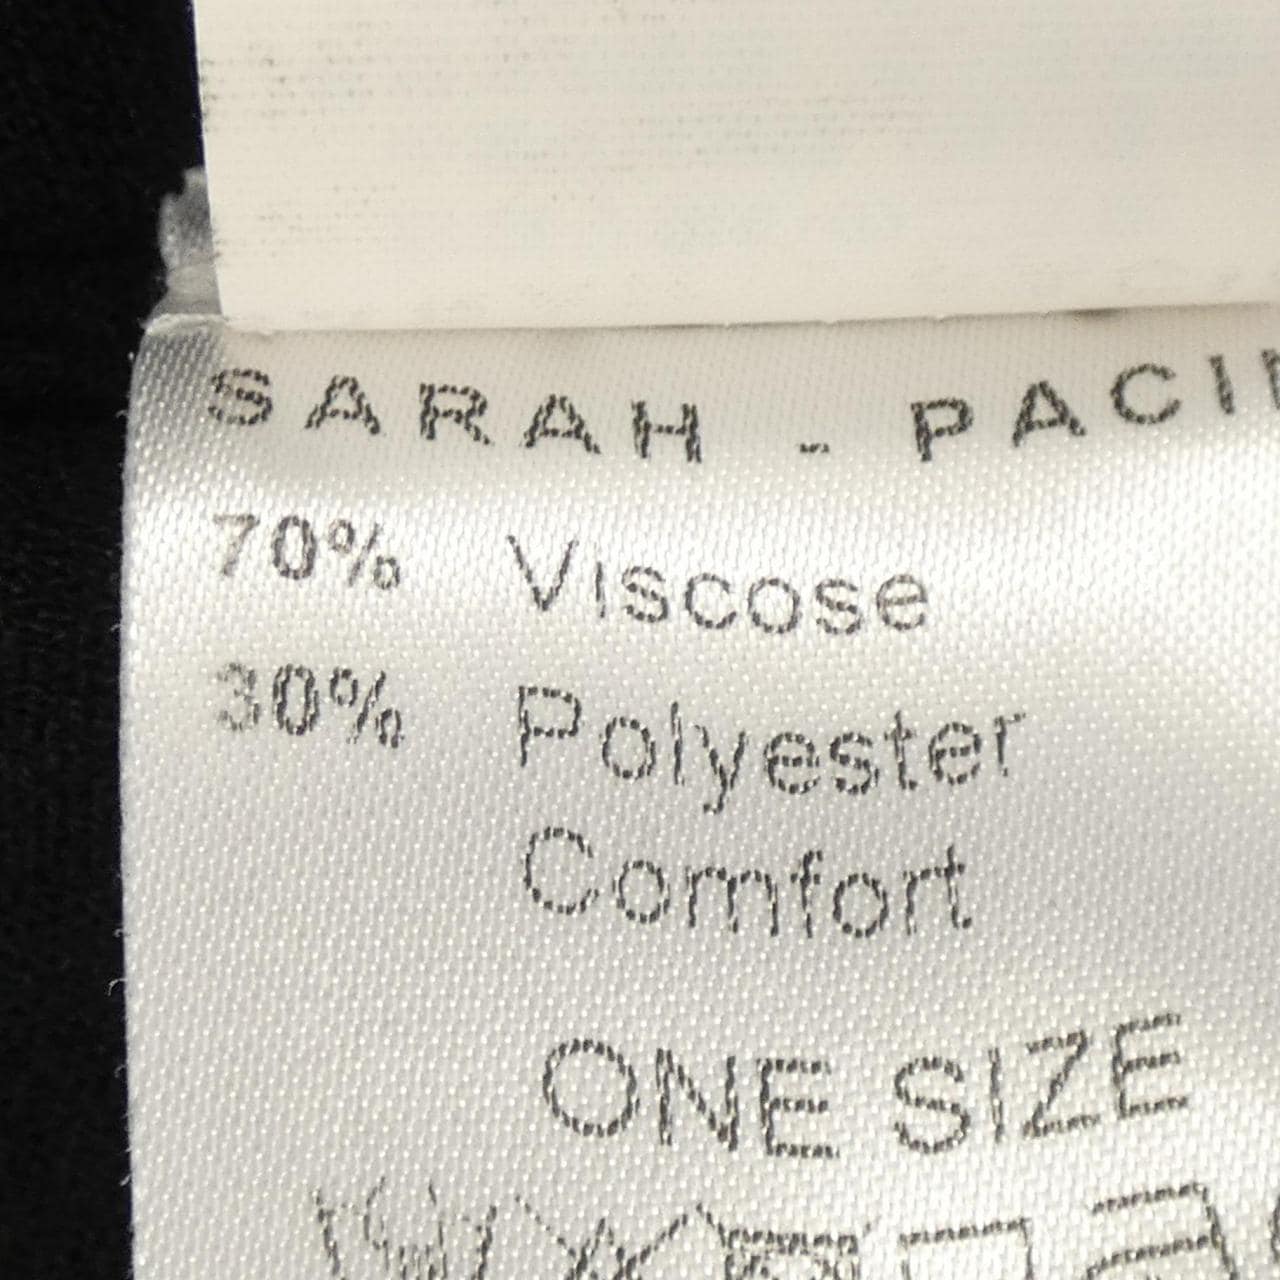 SARAH - PACI
70% Viscose
30% Polyester
Comfort
ONE SIZE